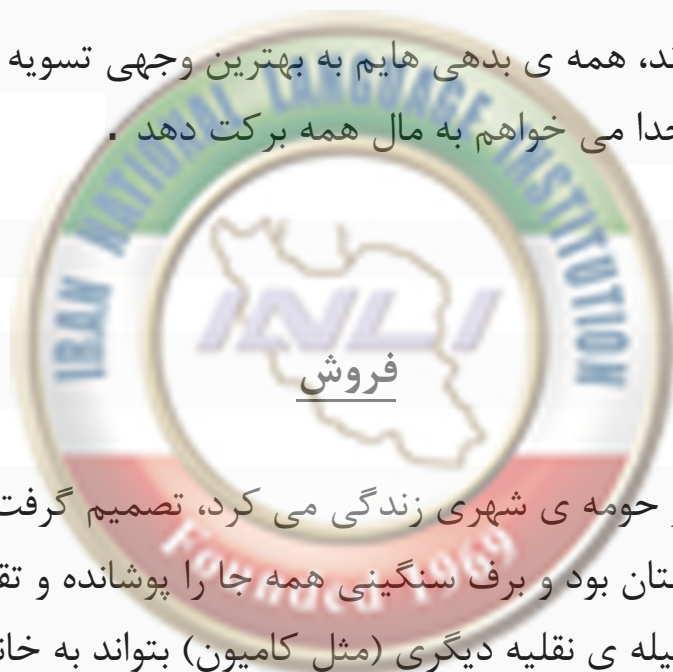 ند، همه ی بدهی هایم به بهترین وجهی تسویه
خدا می خواهم به مال همه برکت دهد .
IRAN NATIONAL LANGUAGE INSTITUTION
INLI
فروش
ر حومه ی شهری زندگی می کرد، تصمیم گرفت
ستان بود و برف سنگینی همه جا را پوشانده و تق
Founded 1969
سیله ی نقلیه دیگری (مثل کامیون) بتواند به خان